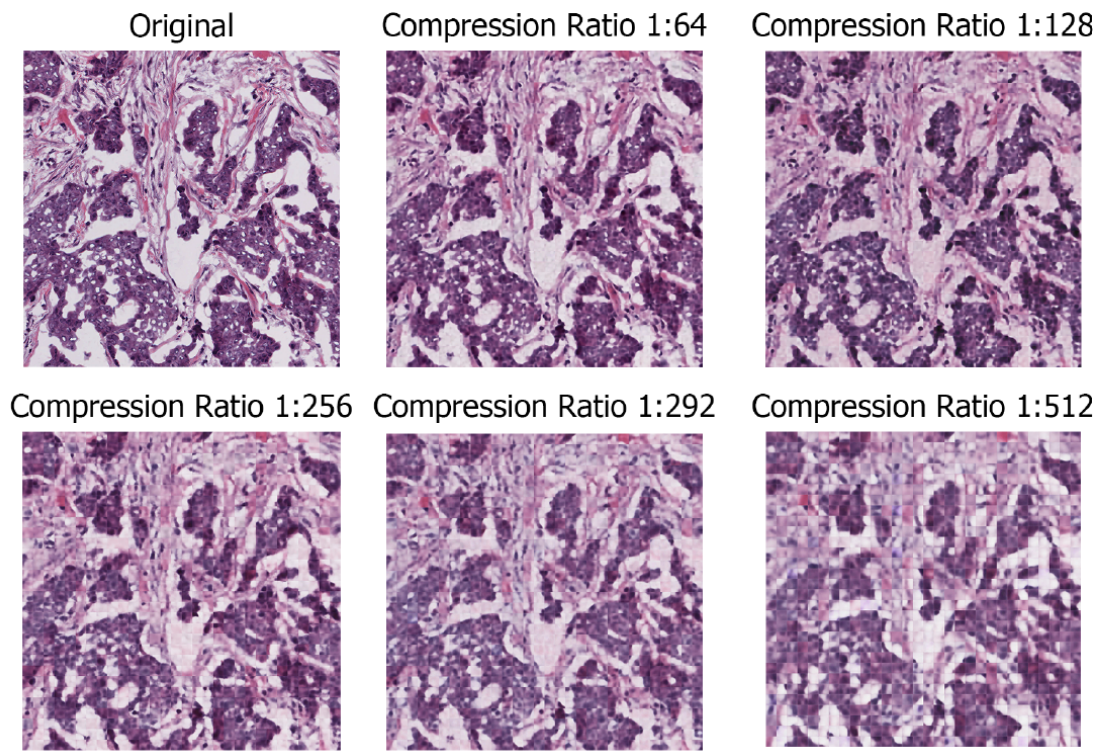 Original
Compression Ratio 1:64
Compression Ratio 1:128
Compression Ratio 1:256
Compression Ratio 1:292
Compression Ratio 1:512